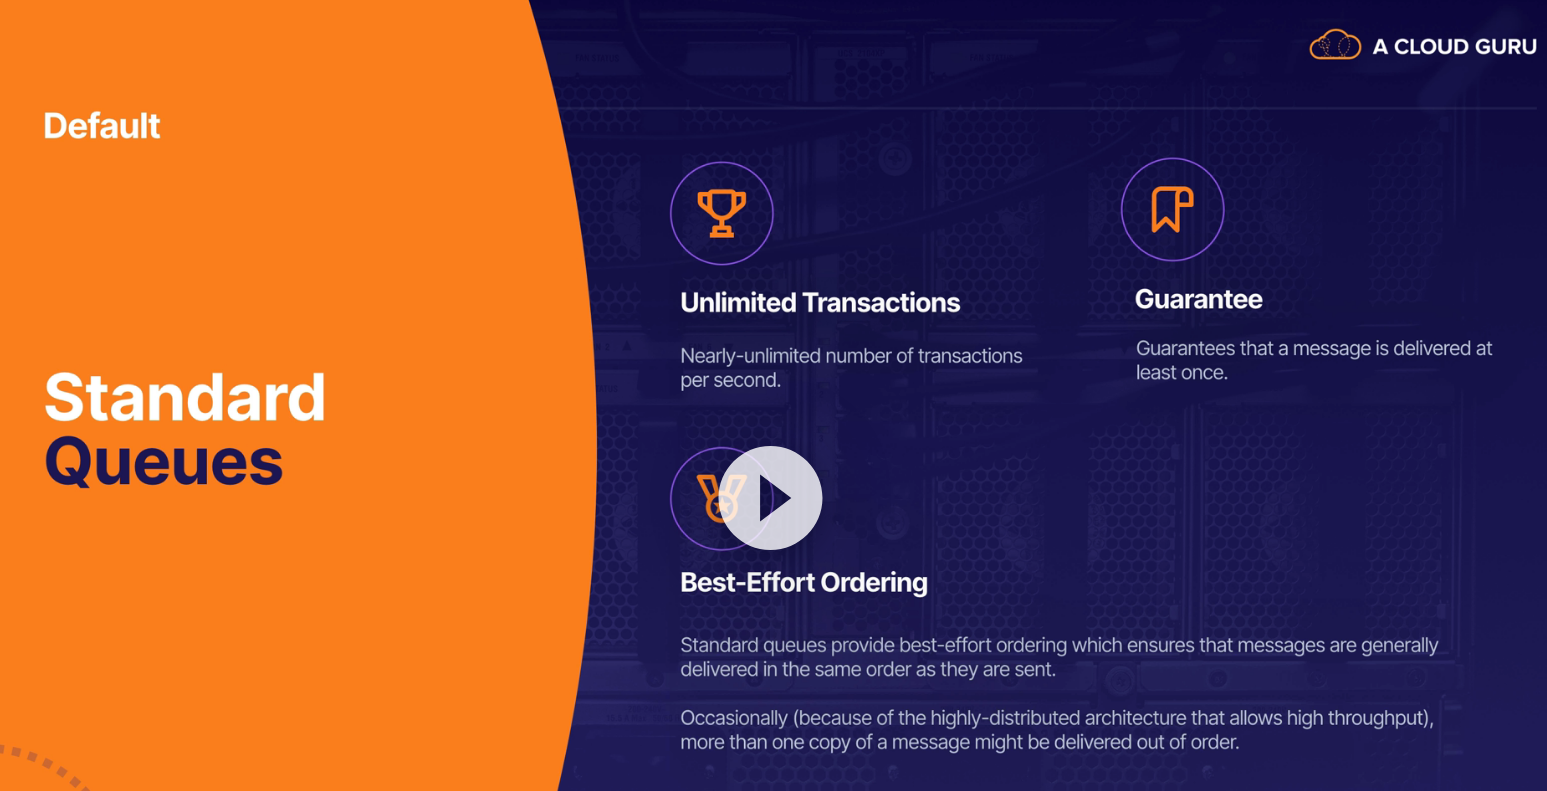 A CLOUD GURU
Default
Standard
Queues
Unlimited Transactions
Nearly-unlimited number of transactions
per second.
Guarantee
Guarantees that a message is delivered at
least once.
Best-Effort Ordering
Standard queues provide best-effort ordering which ensures that messages are generally
delivered in the same order as they are sent.
Occasionally (because of the highly-distributed architecture that allows high throughput),
more than one copy of a message might be delivered out of order.